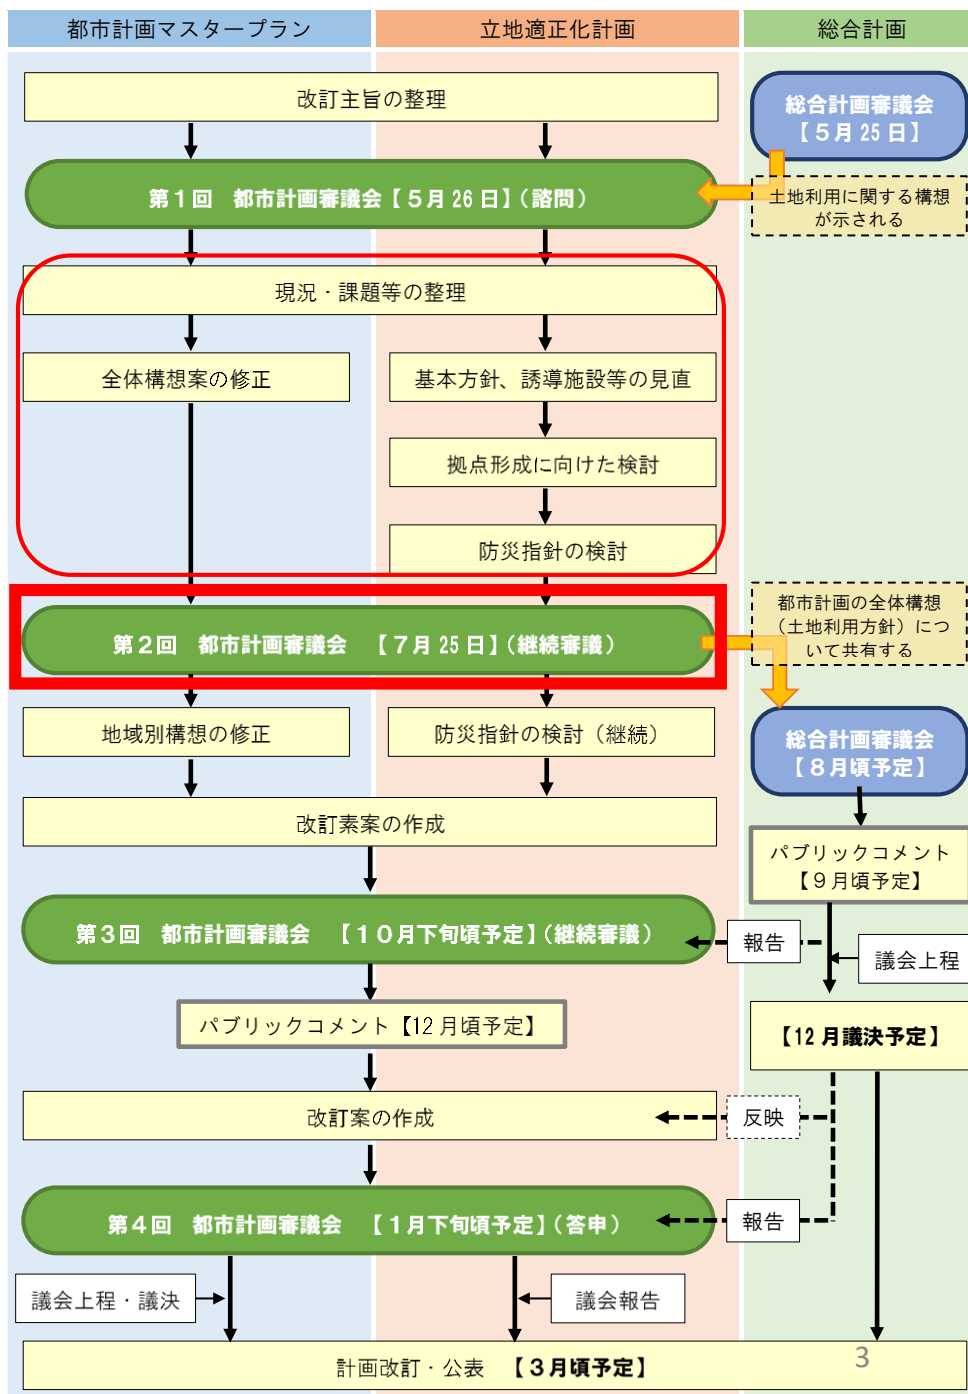 都市計画マスタープラン
立地適正化計画
総合計画
改訂主旨の整理
総合計画審議会
【5月25日】
第1回　都市計画審議会【5月26日】(諮問)
土地利用に関する構想
が示される
現況・課題等の整理
全体構想案の修正
基本方針、誘導施設等の見直
拠点形成に向けた検討
防災指針の検討
第2回　都市計画審議会　【7月25日】(継続審議)
都市計画の全体構想
（土地利用方針）につ
いて共有する
地域別構想の修正
防災指針の検討（継続）
総合計画審議会
【8月頃予定】
改訂素案の作成
パブリックコメント
【9月頃予定】
第3回　都市計画審議会　【10月下旬頃予定】(継続審議)
報告
議会上程
パブリックコメント【12月頃予定】
【12月議決予定】
改訂案の作成
反映
第4回　都市計画審議会　【1月下旬頃予定】(答申)
報告
議会上程・議決
議会報告
計画改訂・公表　【3月頃予定】
3